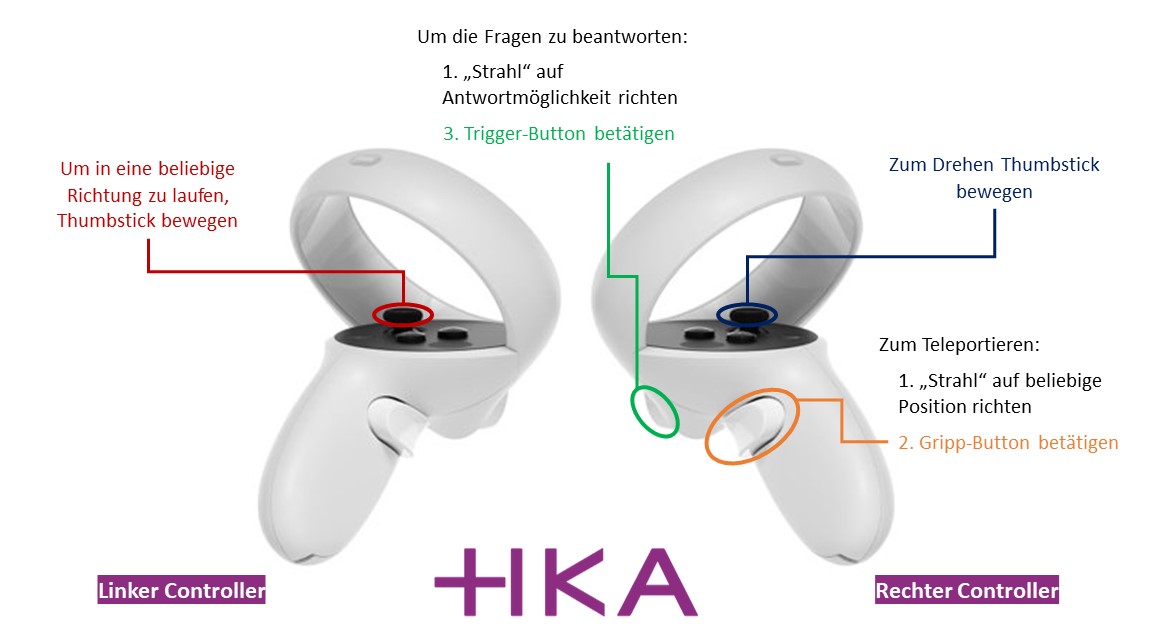 Um die Fragen zu beantworten:
1. „Strahl“ auf
Antwortmöglichkeit richten
3. Trigger-Button betätigen
Um in eine beliebige
Richtung zu laufen,
Thumbstick bewegen
Zum Drehen Thumbstick
bewegen
Zum Teleportieren:
1. „Strahl“ auf beliebige
Position richten
2. Gripp-Button betätigen
Linker Controller
HKA
Rechter Controller